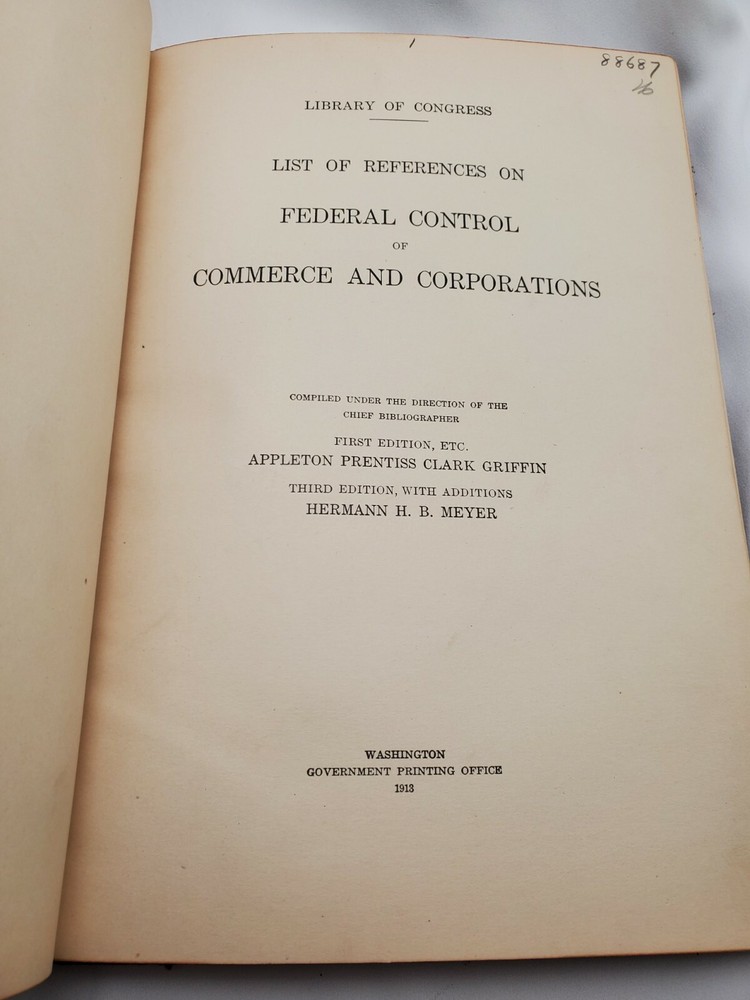 88687
LIBRARY OF CONGRESS
LIST OF REFERENCES ON
FEDERAL CONTROL
OF
COMMERCE AND CORPORATIONS
COMPILED UNDER THE DIRECTION OF THE
CHIEF BIBLIOGRAPHER
FIRST EDITION, ETC.
APPLETON PRENTISS CLARK GRIFFIN
THIRD EDITION, WITH ADDITIONS
HERMANN H. B. MEYER
WASHINGTON
GOVERNMENT PRINTING OFFICE
1913